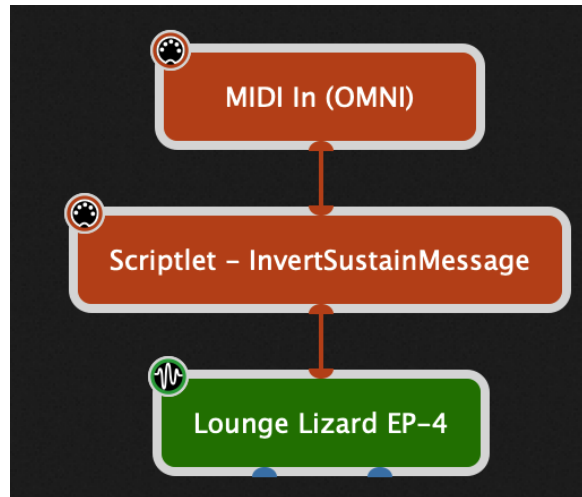 MIDI In (OMNI)
Scriptlet – InvertSustainMessage
Lounge Lizard EP–4